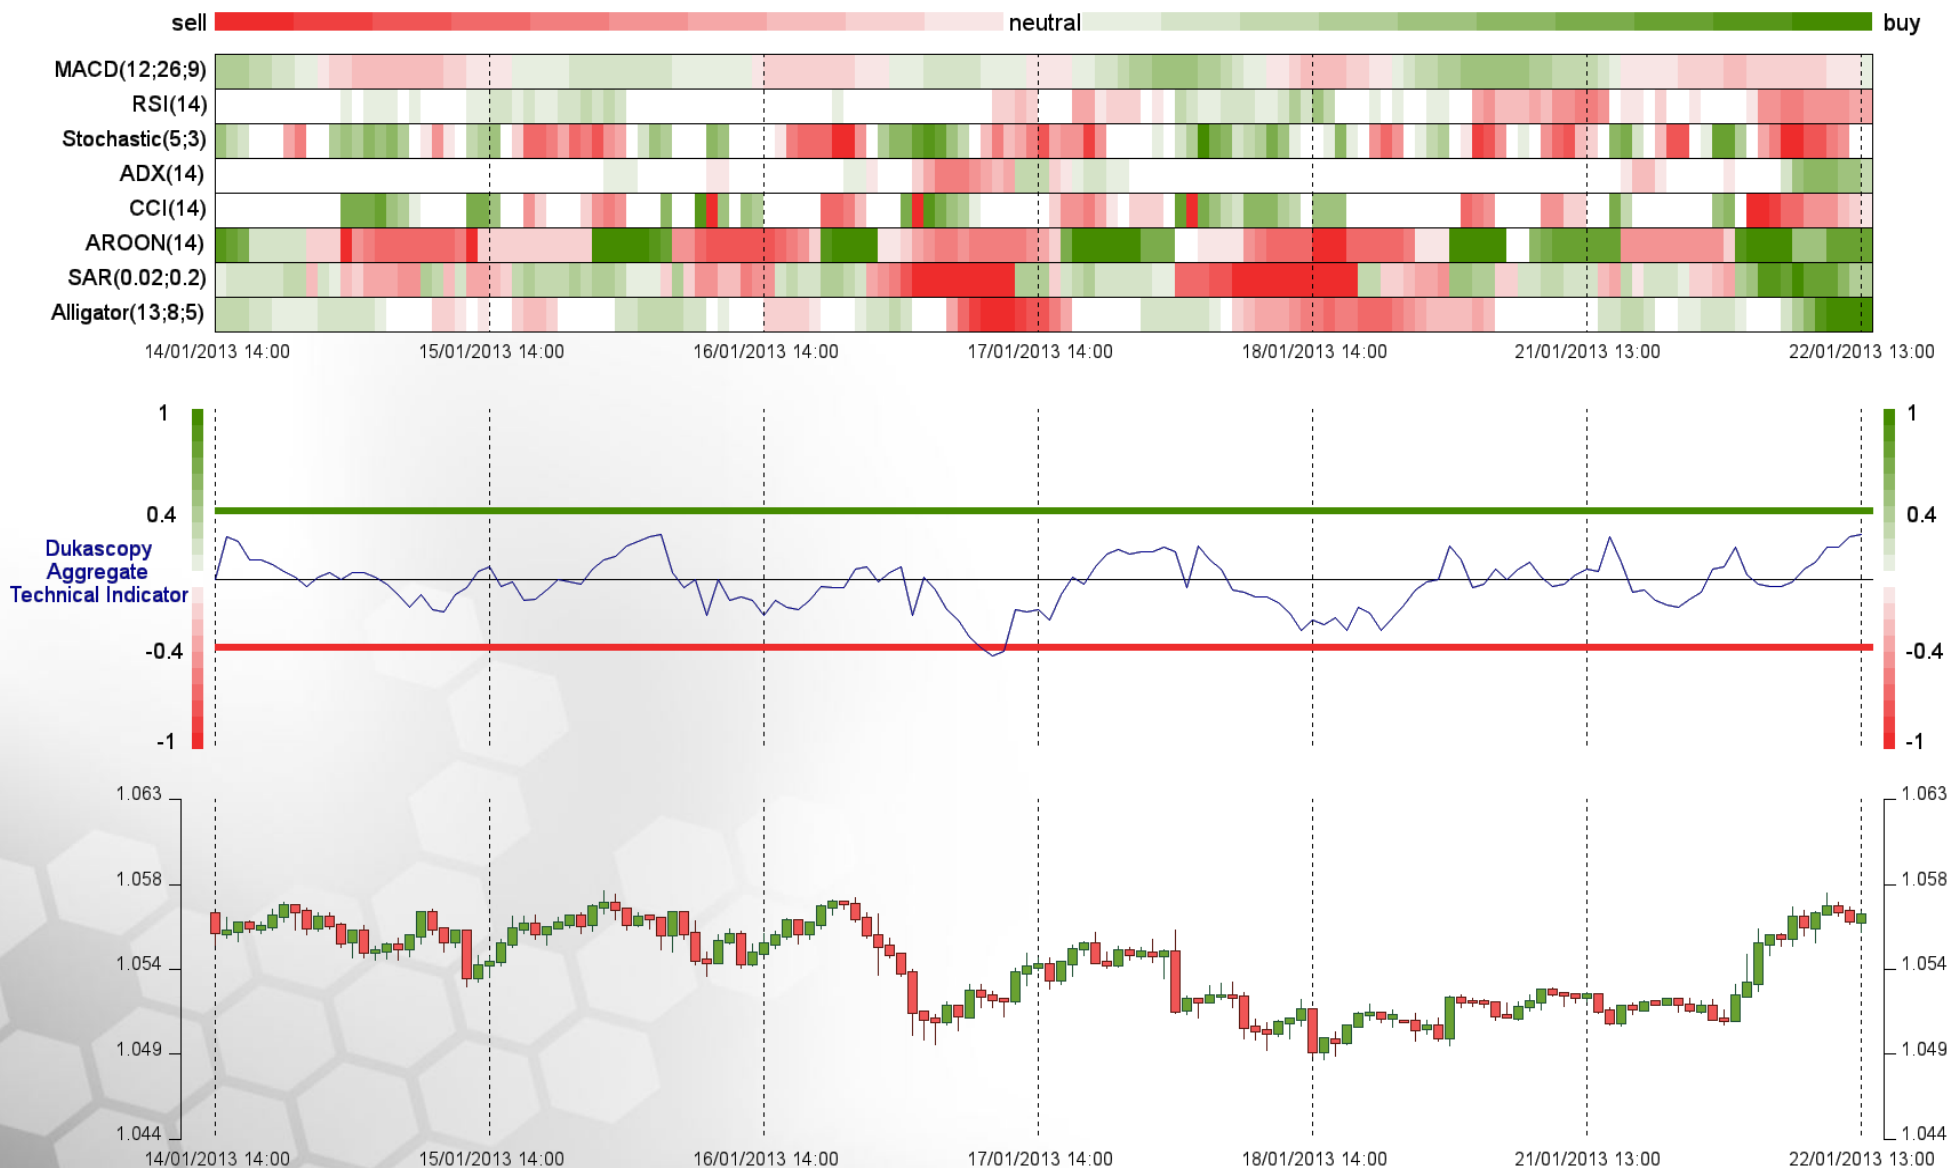 sell neutral buy
MACD(12;26;9)
RSI(14)
Stochastic(5;3)
ADX(14)
CCI(14)
AROON(14)
SAR(0.02;0.2)
Alligator(13;8;5)
14/01/2013 14:00 15/01/2013 14:00 16/01/2013 14:00 17/01/2013 14:00 18/01/2013 14:00 21/01/2013 13:00 22/01/2013 13:00
1 1
0.4 0.4
Dukascopy
Aggregate
Technical Indicator
-0.4 -0.4
-1 -1
1.063 1.063
1.058 1.058
1.054 1.054
1.049 1.049
1.044 1.044
14/01/2013 14:00 15/01/2013 14:00 16/01/2013 14:00 17/01/2013 14:00 18/01/2013 14:00 21/01/2013 13:00 22/01/2013 13:00